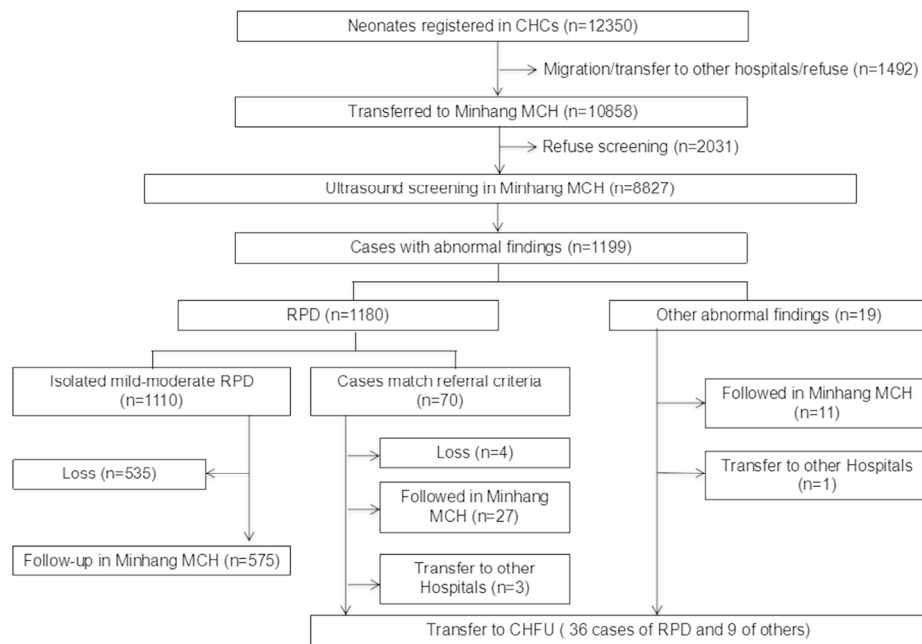 Neonates registered in CHCs (n=12350)
Migration/transfer to other hospitals/refuse (n=1492)
Transferred to Minhang MCH (n=10858)
Refuse screening (n=2031)
Ultrasound screening in Minhang MCH (n=8827)
Cases with abnormal findings (n=1199)
RPD (n=1180)
Other abnormal findings (n=19)
Isolated mild-moderate RPD
(n=1110)
Cases match referral criteria
(n=70)
Followed in Minhang MCH
(n=11)
Loss (n=4)
Loss (n=535)
Transfer to other Hospitals
(n=1)
Followed in Minhang
MCH (n=27)
Follow-up in Minhang MCH (n=575)
Transfer to other
Hospitals (n=3)
Transfer to CHFU ( 36 cases of RPD and 9 of others)